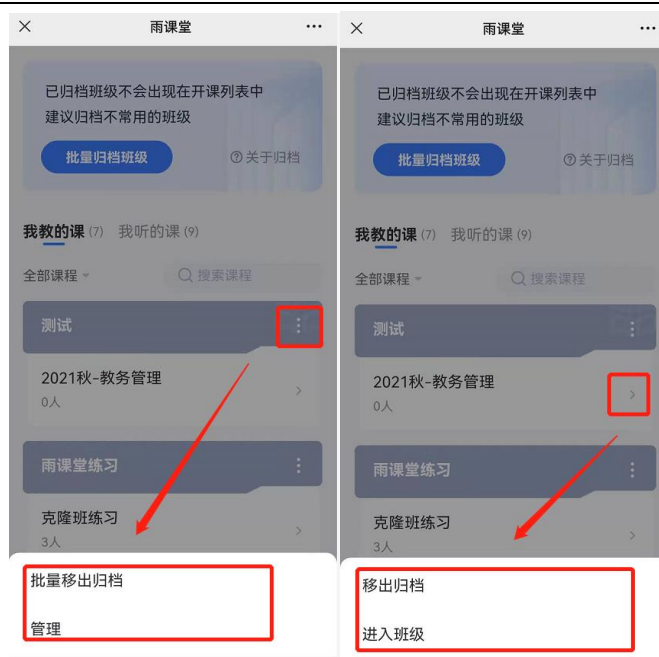 雨课堂
已归档班级不会出现在开课列表中
建议归档不常用的班级
批量归档班级
关于归档
我教的课 (7) 我听的课 (9)
全部课程
搜索课程
测试
2021秋-教务管理
0人
雨课堂练习
克隆班练习
3人
批量移出归档
管理
雨课堂
已归档班级不会出现在开课列表中
建议归档不常用的班级
批量归档班级
关于归档
我教的课 (7) 我听的课 (9)
全部课程
搜索课程
测试
2021秋-教务管理
0人
雨课堂练习
克隆班练习
3人
移出归档
进入班级